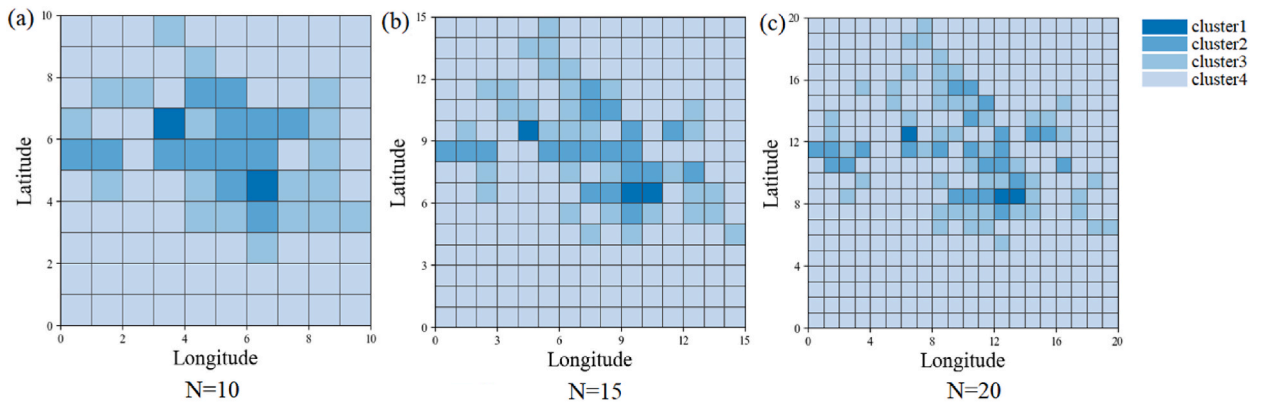 (a)
10
8
6
4
2
0
Latitude
0 2 4 6 8 10
Longitude
N=10
(b)
15
12
9
6
3
0
Latitude
0 3 6 9 12 15
Longitude
N=15
(c)
20
16
12
8
4
0
Latitude
0 4 8 12 16 20
Longitude
N=20
cluster1
cluster2
cluster3
cluster4